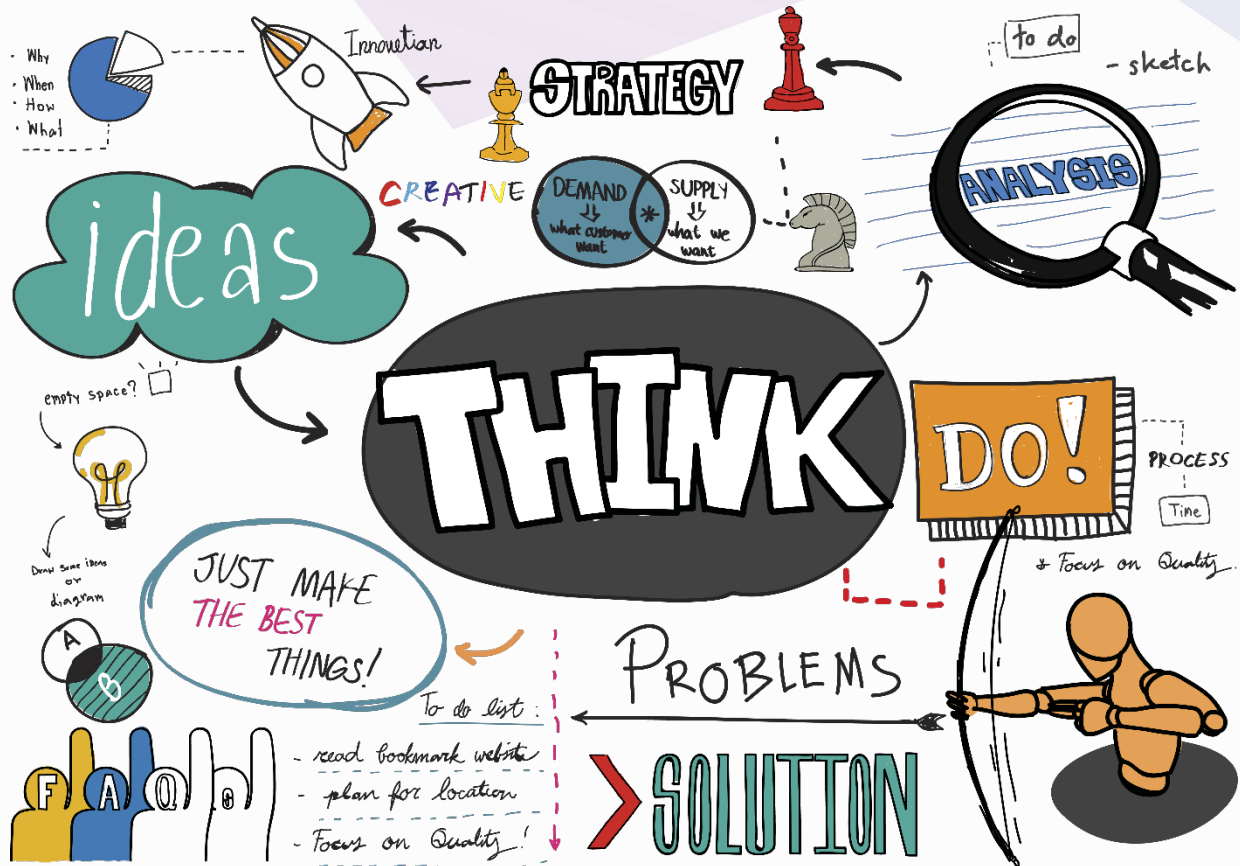 · Why
· When
· How
· What
Innovetian
STRATEGY
to do
- sketch
ANALYSIS
CREATIVE
DEMAND
⇓
what customer
want
*
SUPPLY
⇓
what we
want
ideas
empty space?
Draw some ideas
or
diagram
THINK
DO!
PROCESS
Time
* Focus on Quality.
JUST MAKE
THE BEST
THINGS!
A
B
PROBLEMS
SOLUTION
To do list:
- read bookmark website
- plan for location
- Focus on Quality!
FAQs